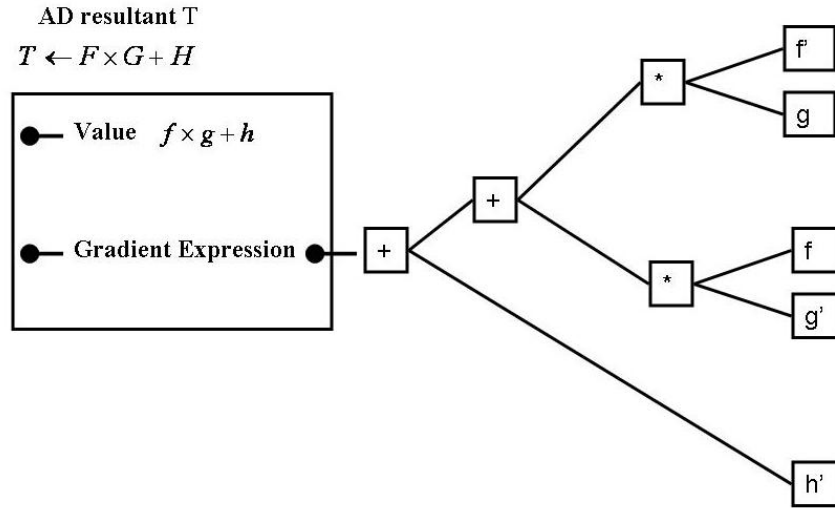 AD resultant T
T ← F × G + H
Value f × g + h
Gradient Expression
+
+
*
*
f'
g
f
g'
h'